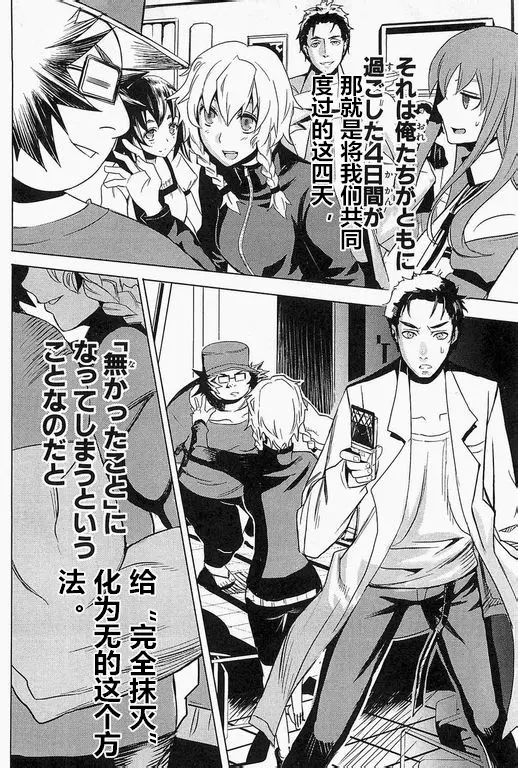 それは俺たちがともに
過ごした4日間が
那就是将我们共同
度过的这四天，
「無かったこと」に
なってしまうという
ことなのだと
给〝完全抹灭〞
化为无的这个方
法。